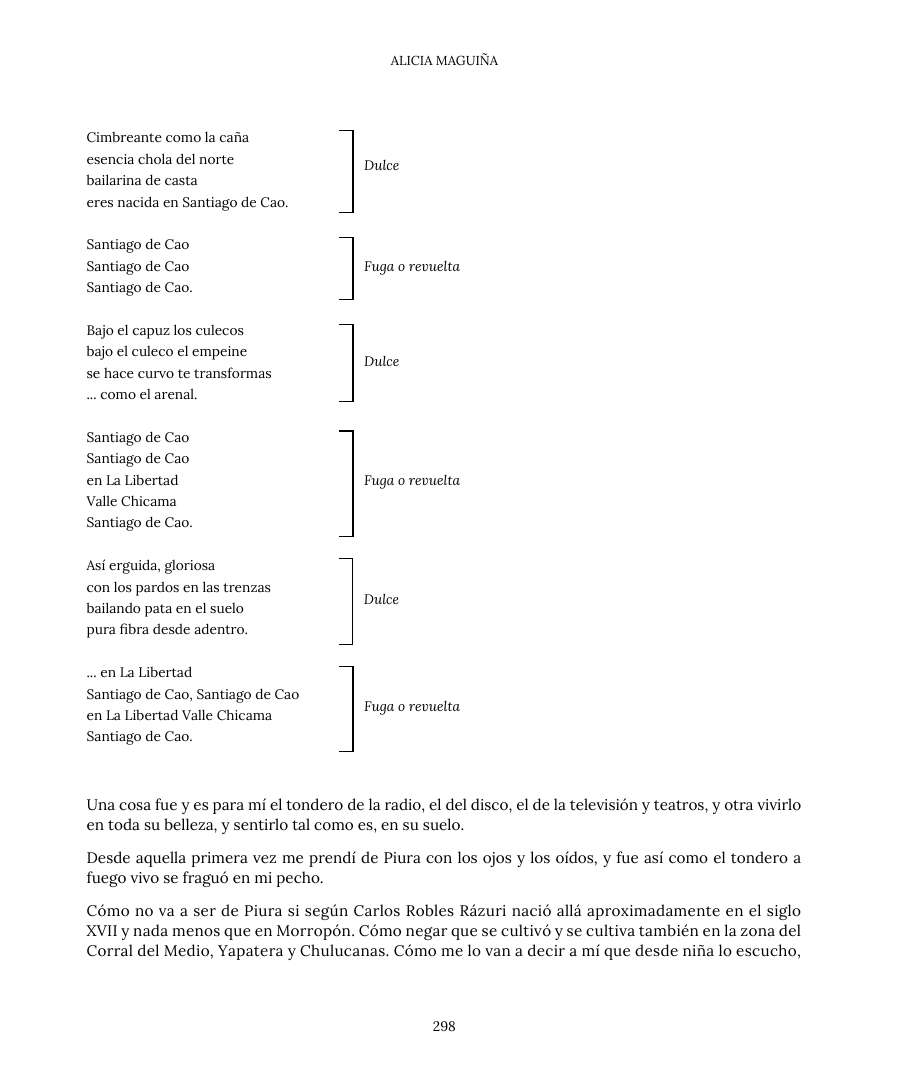 ALICIA MAGUIÑA
Cimbreante como la caña
esencia chola del norte
bailarina de casta
eres nacida en Santiago de Cao.
Dulce
Santiago de Cao
Santiago de Cao
Santiago de Cao.
Fuga o revuelta
Bajo el capuz los culecos
bajo el culeco el empeine
se hace curvo te transformas
... como el arenal.
Dulce
Santiago de Cao
Santiago de Cao
en La Libertad
Valle Chicama
Santiago de Cao.
Fuga o revuelta
Así erguida, gloriosa
con los pardos en las trenzas
bailando pata en el suelo
pura fibra desde adentro.
Dulce
... en La Libertad
Santiago de Cao, Santiago de Cao
en La Libertad Valle Chicama
Santiago de Cao.
Fuga o revuelta
Una cosa fue y es para mí el tondero de la radio, el del disco, el de la televisión y teatros, y otra vivirlo
en toda su belleza, y sentirlo tal como es, en su suelo.
Desde aquella primera vez me prendí de Piura con los ojos y los oídos, y fue así como el tondero a
fuego vivo se fraguó en mi pecho.
Cómo no va a ser de Piura si según Carlos Robles Rázuri nació allá aproximadamente en el siglo
XVII y nada menos que en Morropón. Cómo negar que se cultivó y se cultiva también en la zona del
Corral del Medio, Yapatera y Chulucanas. Cómo me lo van a decir a mí que desde niña lo escucho,
298